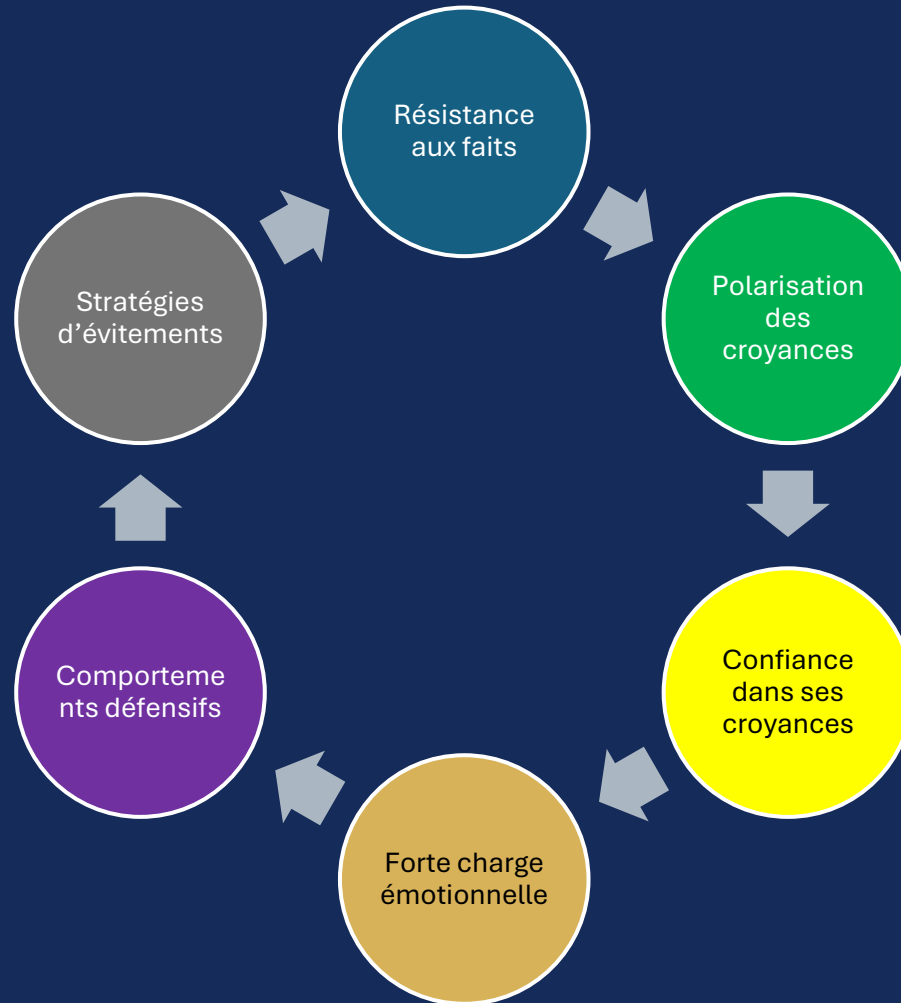 Résistance
aux faits
Polarisation
des
croyances
Confiance
dans ses
croyances
Forte charge
émotionnelle
Comporteme
nts défensifs
Stratégies
d’évitements